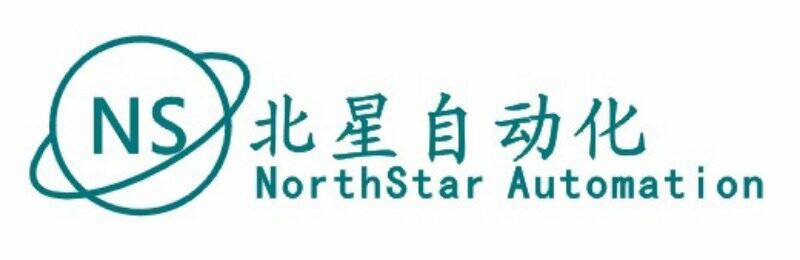 NS
北星自动化
NorthStar Automation